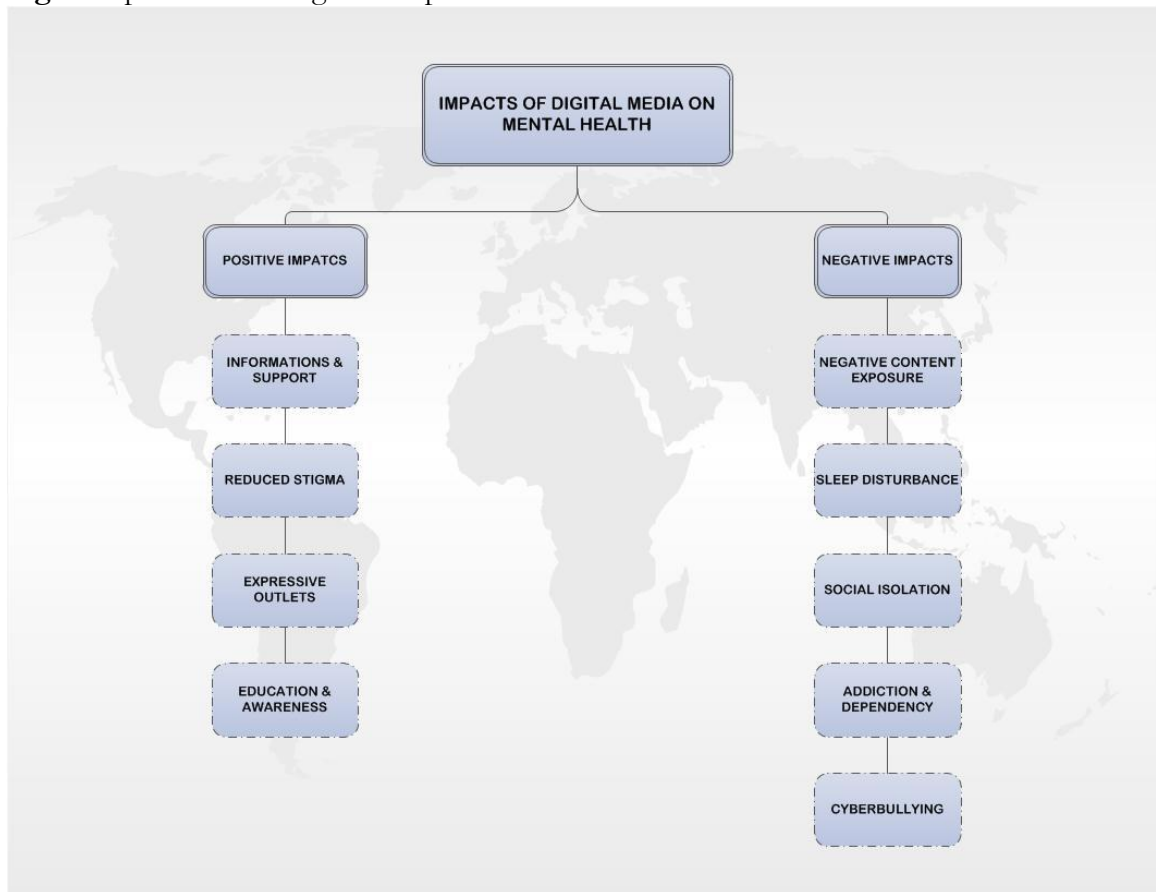 IMPACTS OF DIGITAL MEDIA ON
MENTAL HEALTH
POSITIVE IMPATCS
INFORMATIONS &
SUPPORT
REDUCED STIGMA
EXPRESSIVE
OUTLETS
EDUCATION &
AWARENESS
NEGATIVE IMPACTS
NEGATIVE CONTENT
EXPOSURE
SLEEP DISTURBANCE
SOCIAL ISOLATION
ADDICTION &
DEPENDENCY
CYBERBULLYING